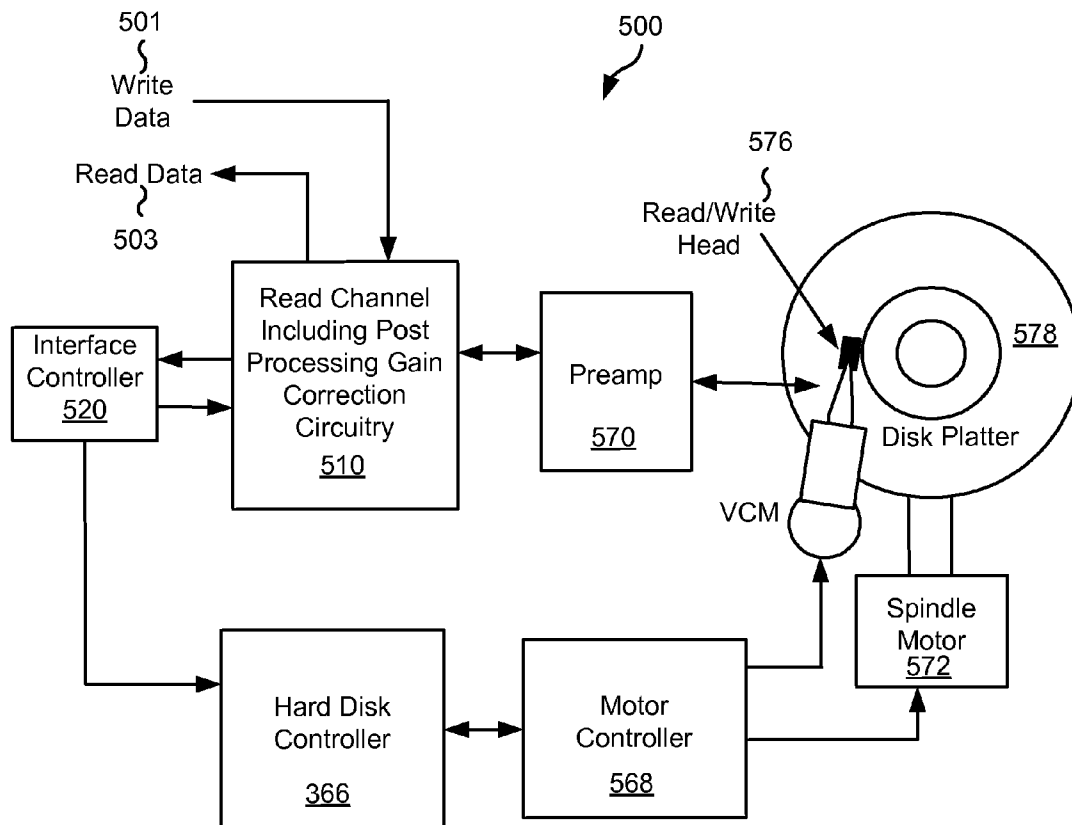 501
500
Write
Data
576
Read Data
503
Read/Write
Head
Read Channel
Including Post
Processing Gain
Correction
Circuitry
510
Interface
Controller
520
Preamp
570
578
Disk Platter
VCM
Spindle
Motor
572
Hard Disk
Controller
366
Motor
Controller
568